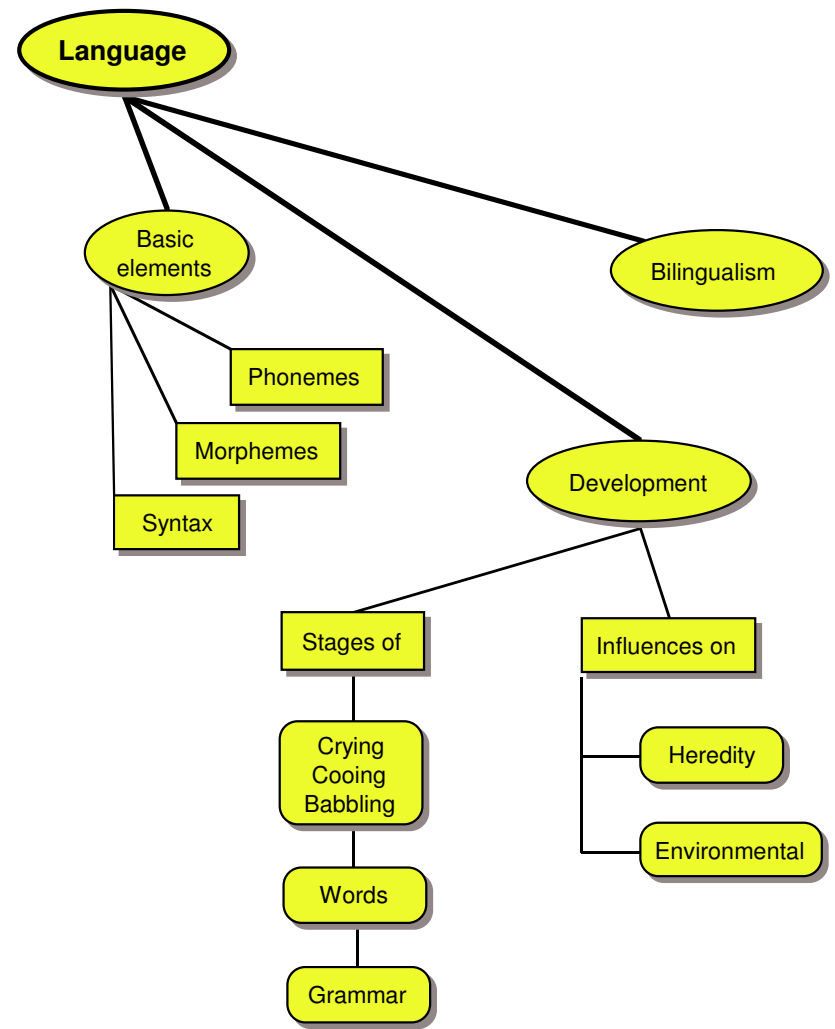 Language
Basic
elements
Bilingualism
Phonemes
Morphemes
Syntax
Development
Stages of
Influences on
Crying
Cooing
Babbling
Heredity
Environmental
Words
Grammar